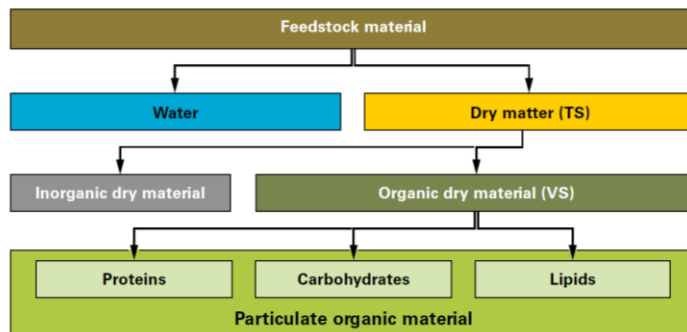 Feedstock material
Water
Dry matter (TS)
Inorganic dry material
Organic dry material (VS)
Proteins
Carbohydrates
Lipids
Particulate organic material